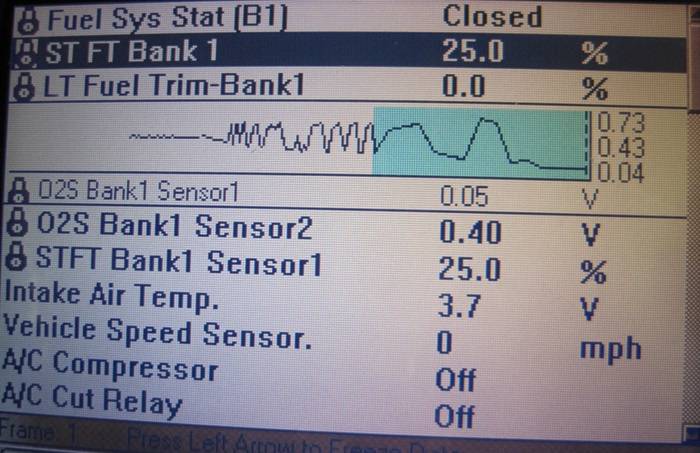 Fuel Sys Stat (B1) Closed
ST FT Bank 1 25.0 %
LT Fuel Trim-Bank1 0.0 %
0.73
0.43
0.04
O2S Bank1 Sensor1 0.05 V
O2S Bank1 Sensor2 0.40 V
STFT Bank1 Sensor1 25.0 %
Intake Air Temp. 3.7 V
Vehicle Speed Sensor. 0 mph
A/C Compressor Off
A/C Cut Relay Off
Frame 1 Press Left Arrow to Freeze Data